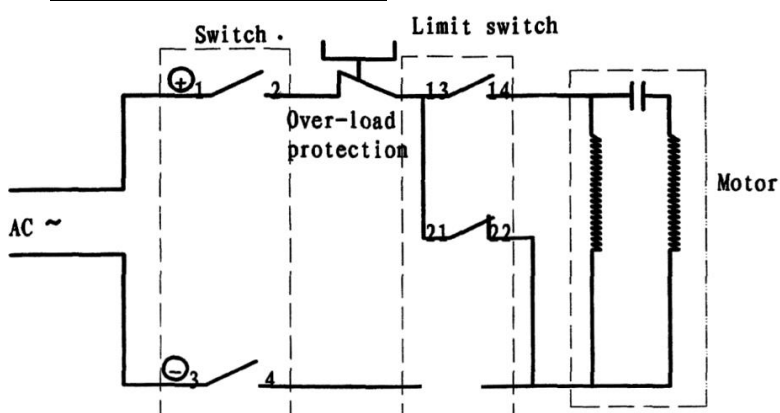 Limit switch
Switch .
+
1
2
13
14
Over-load
protection
Motor
21
22
AC ~
−
3
4